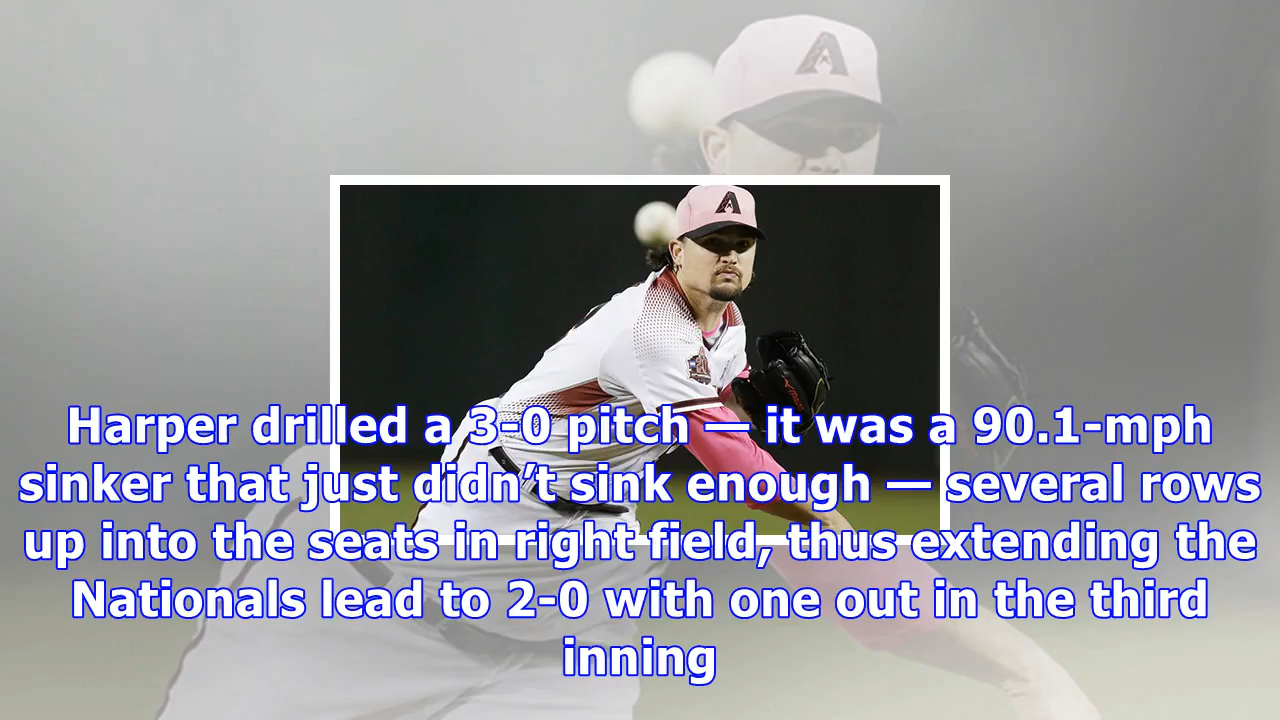 A
A
Harper drilled a 3-0 pitch — it was a 90.1-mph
sinker that just didn’t sink enough — several rows
up into the seats in right field, thus extending the
Nationals lead to 2-0 with one out in the third
inning